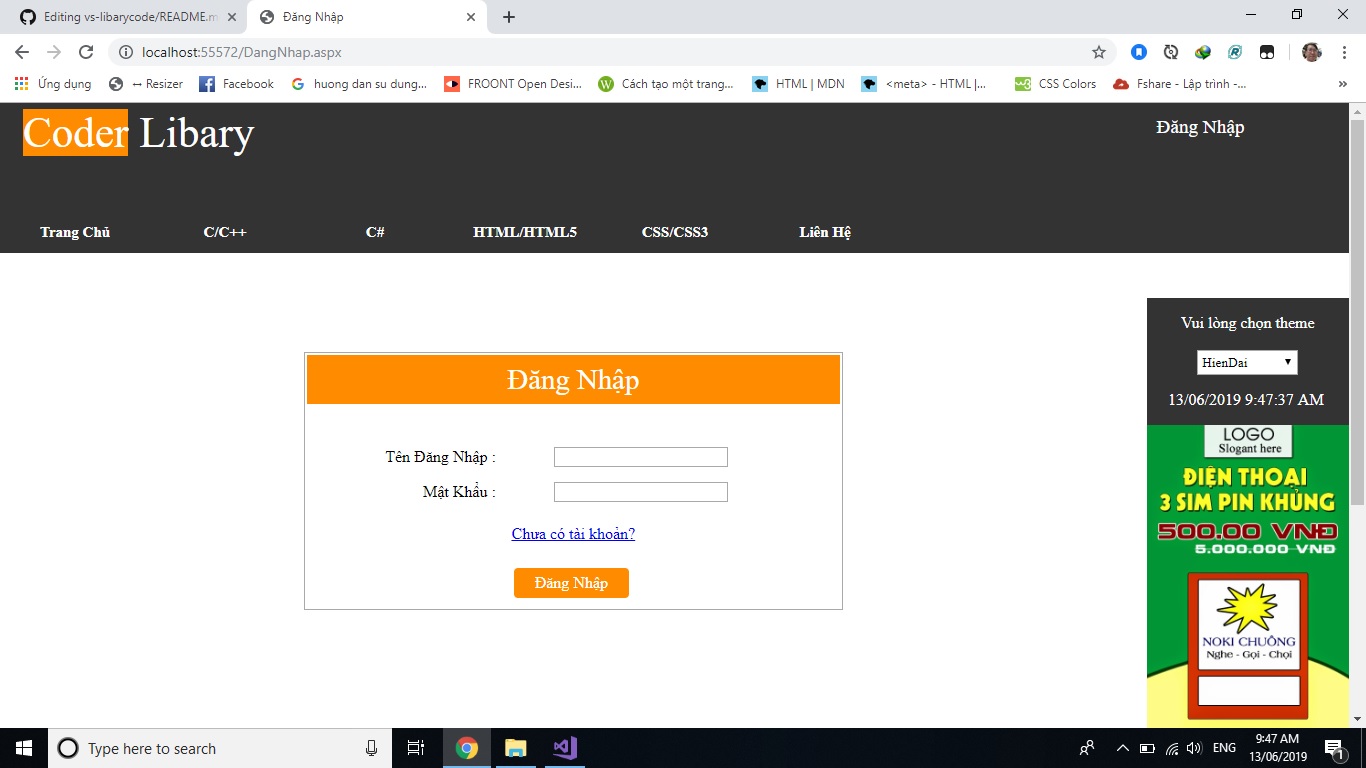 Editing vs-libarycode/README.m
Đăng Nhập
localhost:55572/DangNhap.aspx
Ứng dụng
↔ Resizer
Facebook
huong dan su dung...
FROONT Open Desi...
Cách tạo một trang...
HTML | MDN
<meta> - HTML |...
CSS Colors
Fshare - Lập trình -...
»
Coder Libary
Đăng Nhập
Trang Chủ
C/C++
C#
HTML/HTML5
CSS/CSS3
Liên Hệ
Vui lòng chọn theme
HienDai
13/06/2019 9:47:37 AM
Đăng Nhập
Tên Đăng Nhập :
Mật Khẩu :
Chưa có tài khoản?
Đăng Nhập
LOGO
Slogant here
ĐIỆN THOẠI
3 SIM PIN KHỦNG
500.00 VNĐ
5.000.000 VNĐ
NOKI CHUÔNG
Nghe - Gọi - Chọi
Type here to search
ENG
9:47 AM
13/06/2019
1